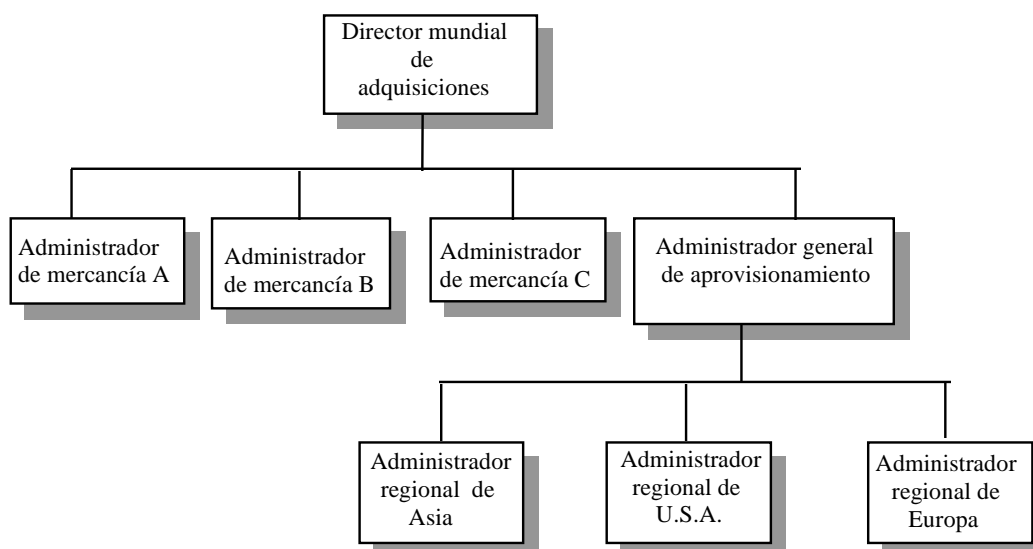 Director mundial
de
adquisiciones
Administrador
de mercancía A
Administrador
de mercancía B
Administrador
de mercancía C
Administrador general
de aprovisionamiento
Administrador
regional de
Asia
Administrador
regional de
U.S.A.
Administrador
regional de
Europa